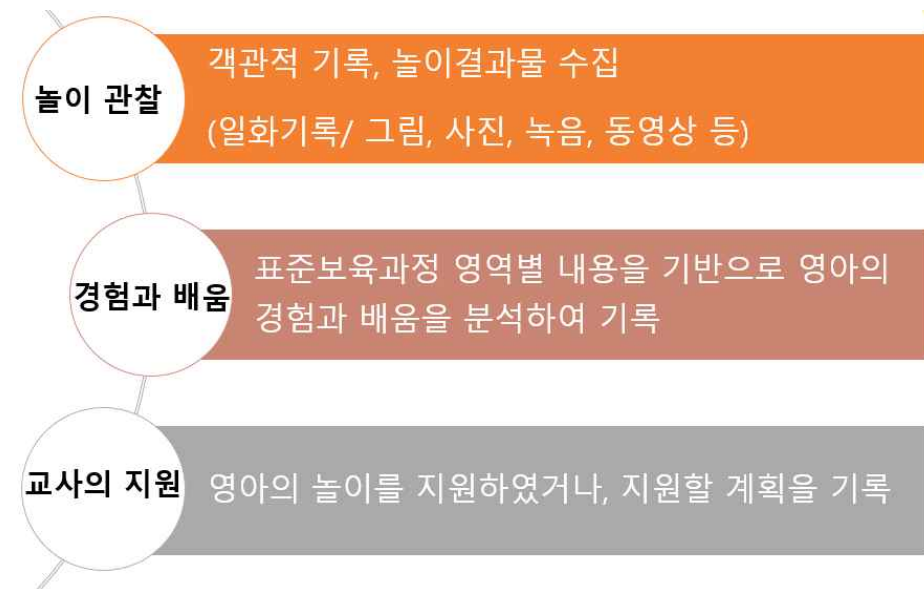 놀이 관찰
객관적 기록, 놀이결과물 수집
(일화기록/ 그림, 사진, 녹음, 동영상 등)
경험과 배움
표준보육과정 영역별 내용을 기반으로 영아의
경험과 배움을 분석하여 기록
교사의 지원
영아의 놀이를 지원하였거나, 지원할 계획을 기록